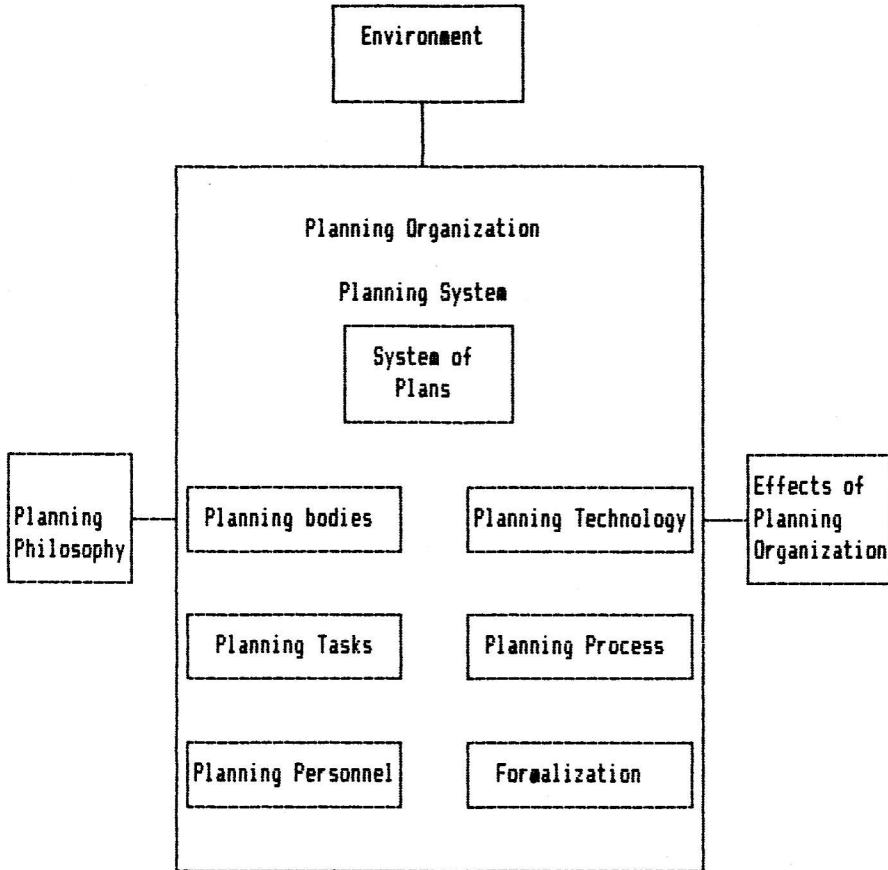 Environment
Planning Organization
Planning System
System of
Plans
Planning
Philosophy
Planning bodies
Planning Technology
Effects of
Planning
Organization
Planning Tasks
Planning Process
Planning Personnel
Formalization